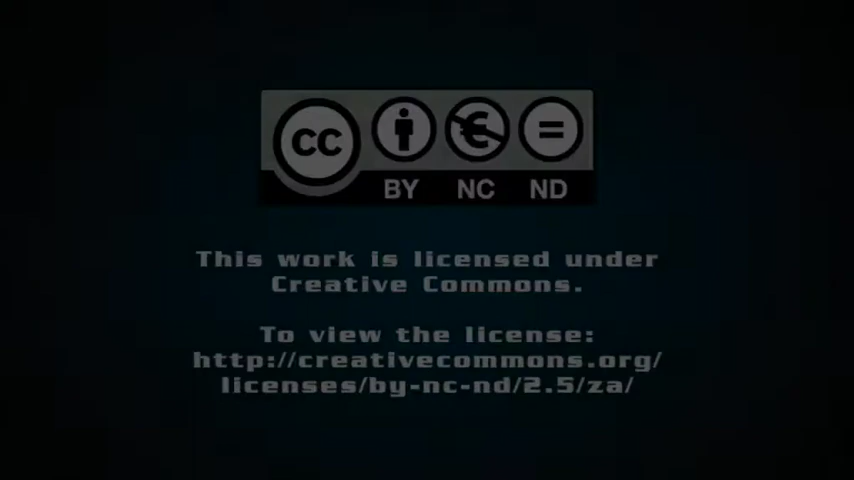 CC
BY NC ND
This work is licensed under
Creative Commons.
To view the license:
http://creativecommons.org/
licenses/by-nc-nd/2.5/za/